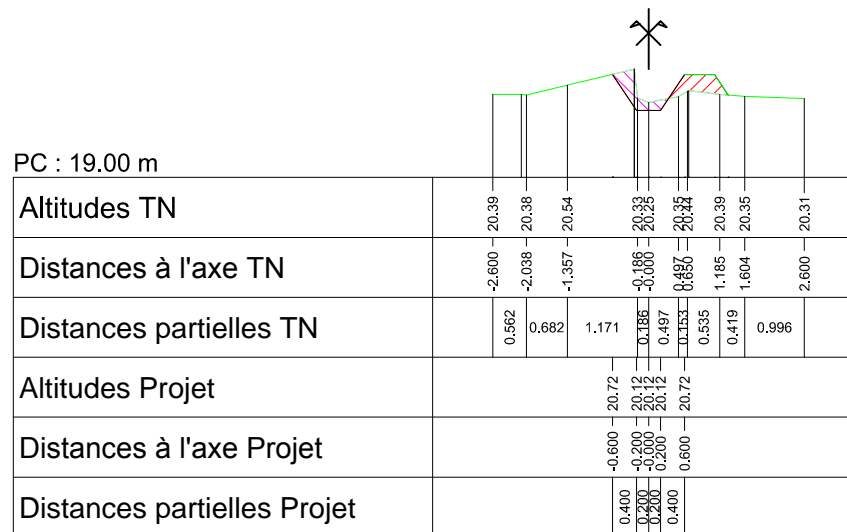 PC : 19.00 m
Altitudes TN 20.39 20.38 20.54 20.33 20.25 20.35 20.44 20.39 20.35 20.31
Distances à l'axe TN -2.600 -2.038 -1.357 -0.186 -0.000 0.497 0.650 1.185 1.604 2.600
Distances partielles TN 0.562 0.682 1.171 0.186 0.497 0.153 0.535 0.419 0.996
Altitudes Projet 20.72 20.12 20.12 20.12 20.72
Distances à l'axe Projet -0.600 -0.200 -0.000 0.200 0.600
Distances partielles Projet 0.400 0.200 0.200 0.400